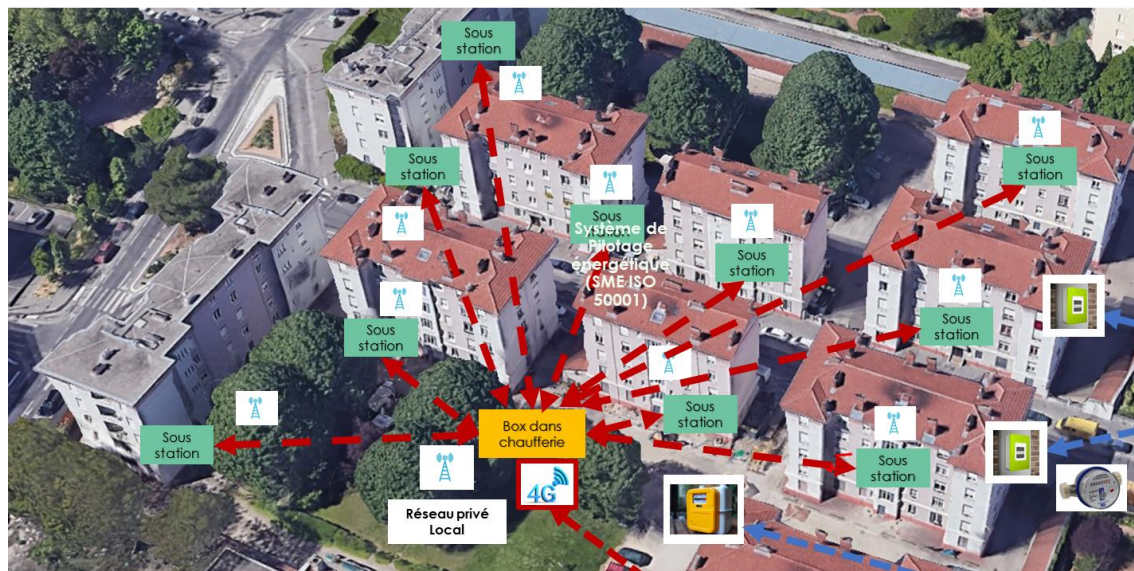 Sous
station
Sous
station
Sous
station
Sous
station
Système de
Pilotage
énergétique
(SME ISO
50001)
Sous
station
Sous
station
Sous
station
Sous
station
Box dans
chaufferie
Sous
station
Sous
station
4G
Réseau privé
Local